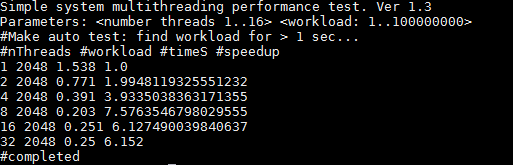 Simple system multithreading performance test. Ver 1.3
Parameters: <number threads 1..16> <workload: 1..100000000>
#Make auto test: find workload for > 1 sec...
#nThreads #workload #timeS #speedup
1 2048 1.538 1.0
2 2048 0.771 1.9948119325551232
4 2048 0.391 3.9335038363171355
8 2048 0.203 7.5763546798029555
16 2048 0.251 6.127490039840637
32 2048 0.25 6.152
#completed